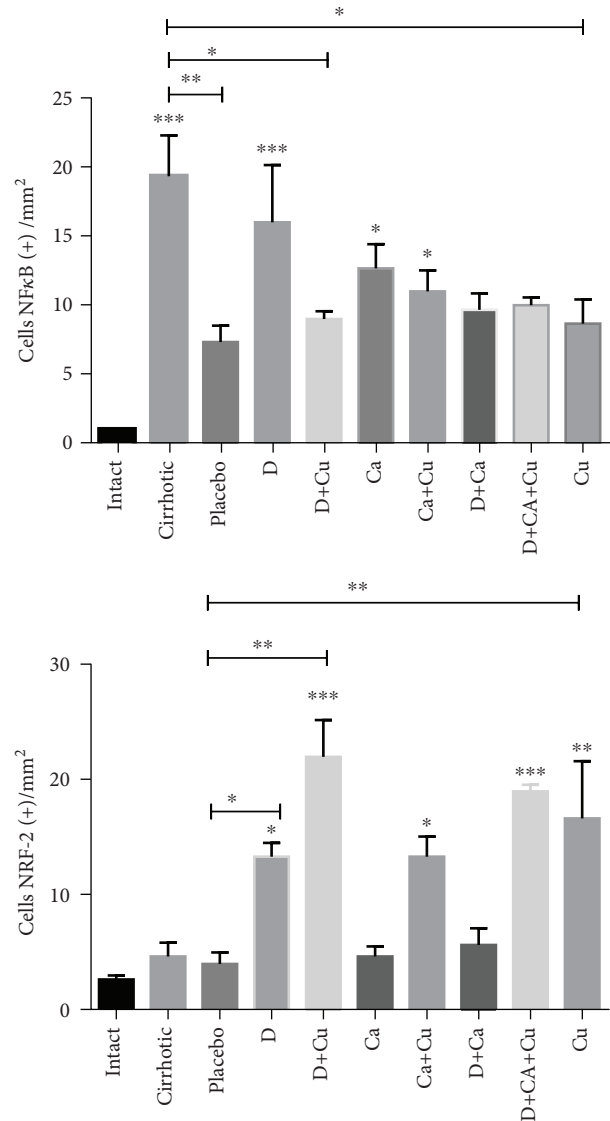 *
*
**
25
20
15
10
5
0
Cells NFκB (+) /mm²
***
***
*
*
Intact
Cirrhotic
Placebo
D
D+Cu
Ca
Ca+Cu
D+Ca
D+CA+Cu
Cu
**
**
*
30
20
10
0
Cells NRF-2 (+)/mm²
*
***
*
***
**
Intact
Cirrhotic
Placebo
D
D+Cu
Ca
Ca+Cu
D+Ca
D+CA+Cu
Cu